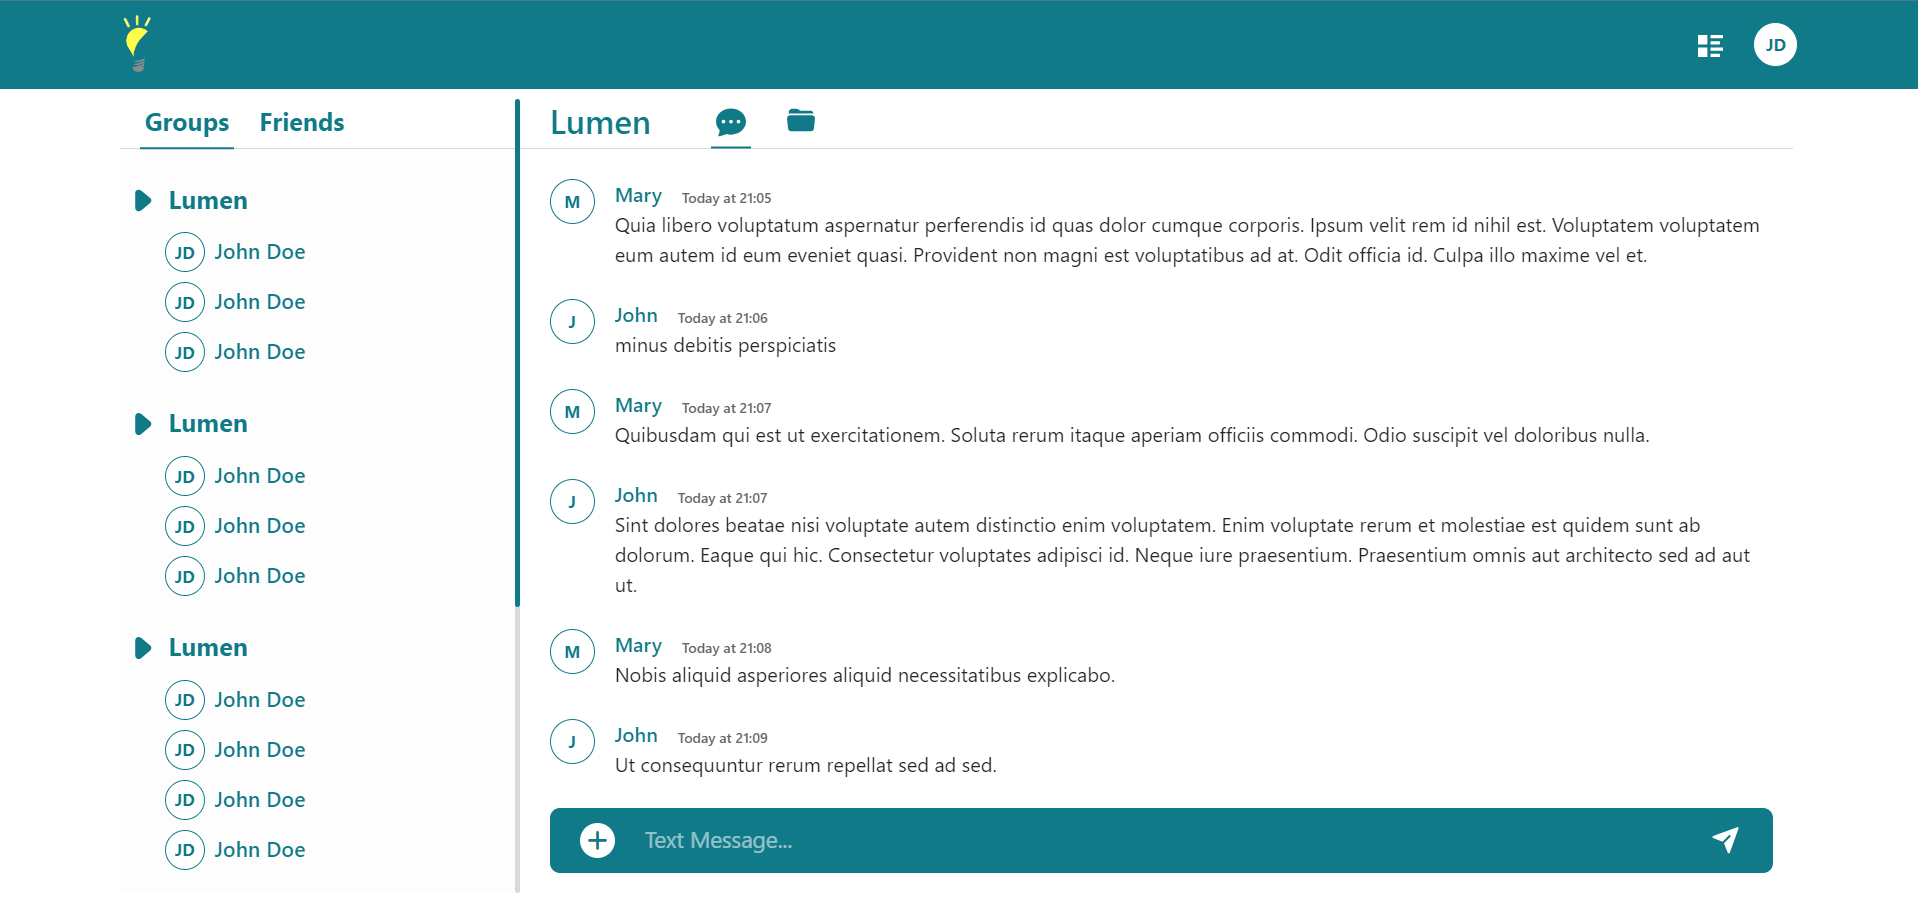 JD
Groups Friends
Lumen
JD John Doe
JD John Doe
JD John Doe
Lumen
JD John Doe
JD John Doe
JD John Doe
Lumen
JD John Doe
JD John Doe
JD John Doe
JD John Doe
Lumen
M Mary Today at 21:05
Quia libero voluptatum aspernatur perferendis id quas dolor cumque corporis. Ipsum velit rem id nihil est. Voluptatem voluptatem
eum autem id eum eveniet quasi. Provident non magni est voluptatibus ad at. Odit officia id. Culpa illo maxime vel et.
J John Today at 21:06
minus debitis perspiciatis
M Mary Today at 21:07
Quibusdam qui est ut exercitationem. Soluta rerum itaque aperiam officiis commodi. Odio suscipit vel doloribus nulla.
J John Today at 21:07
Sint dolores beatae nisi voluptate autem distinctio enim voluptatem. Enim voluptate rerum et molestiae est quidem sunt ab
dolorum. Eaque qui hic. Consectetur voluptates adipisci id. Neque iure praesentium. Praesentium omnis aut architecto sed ad aut
ut.
M Mary Today at 21:08
Nobis aliquid asperiores aliquid necessitatibus explicabo.
J John Today at 21:09
Ut consequuntur rerum repellat sed ad sed.
Text Message...